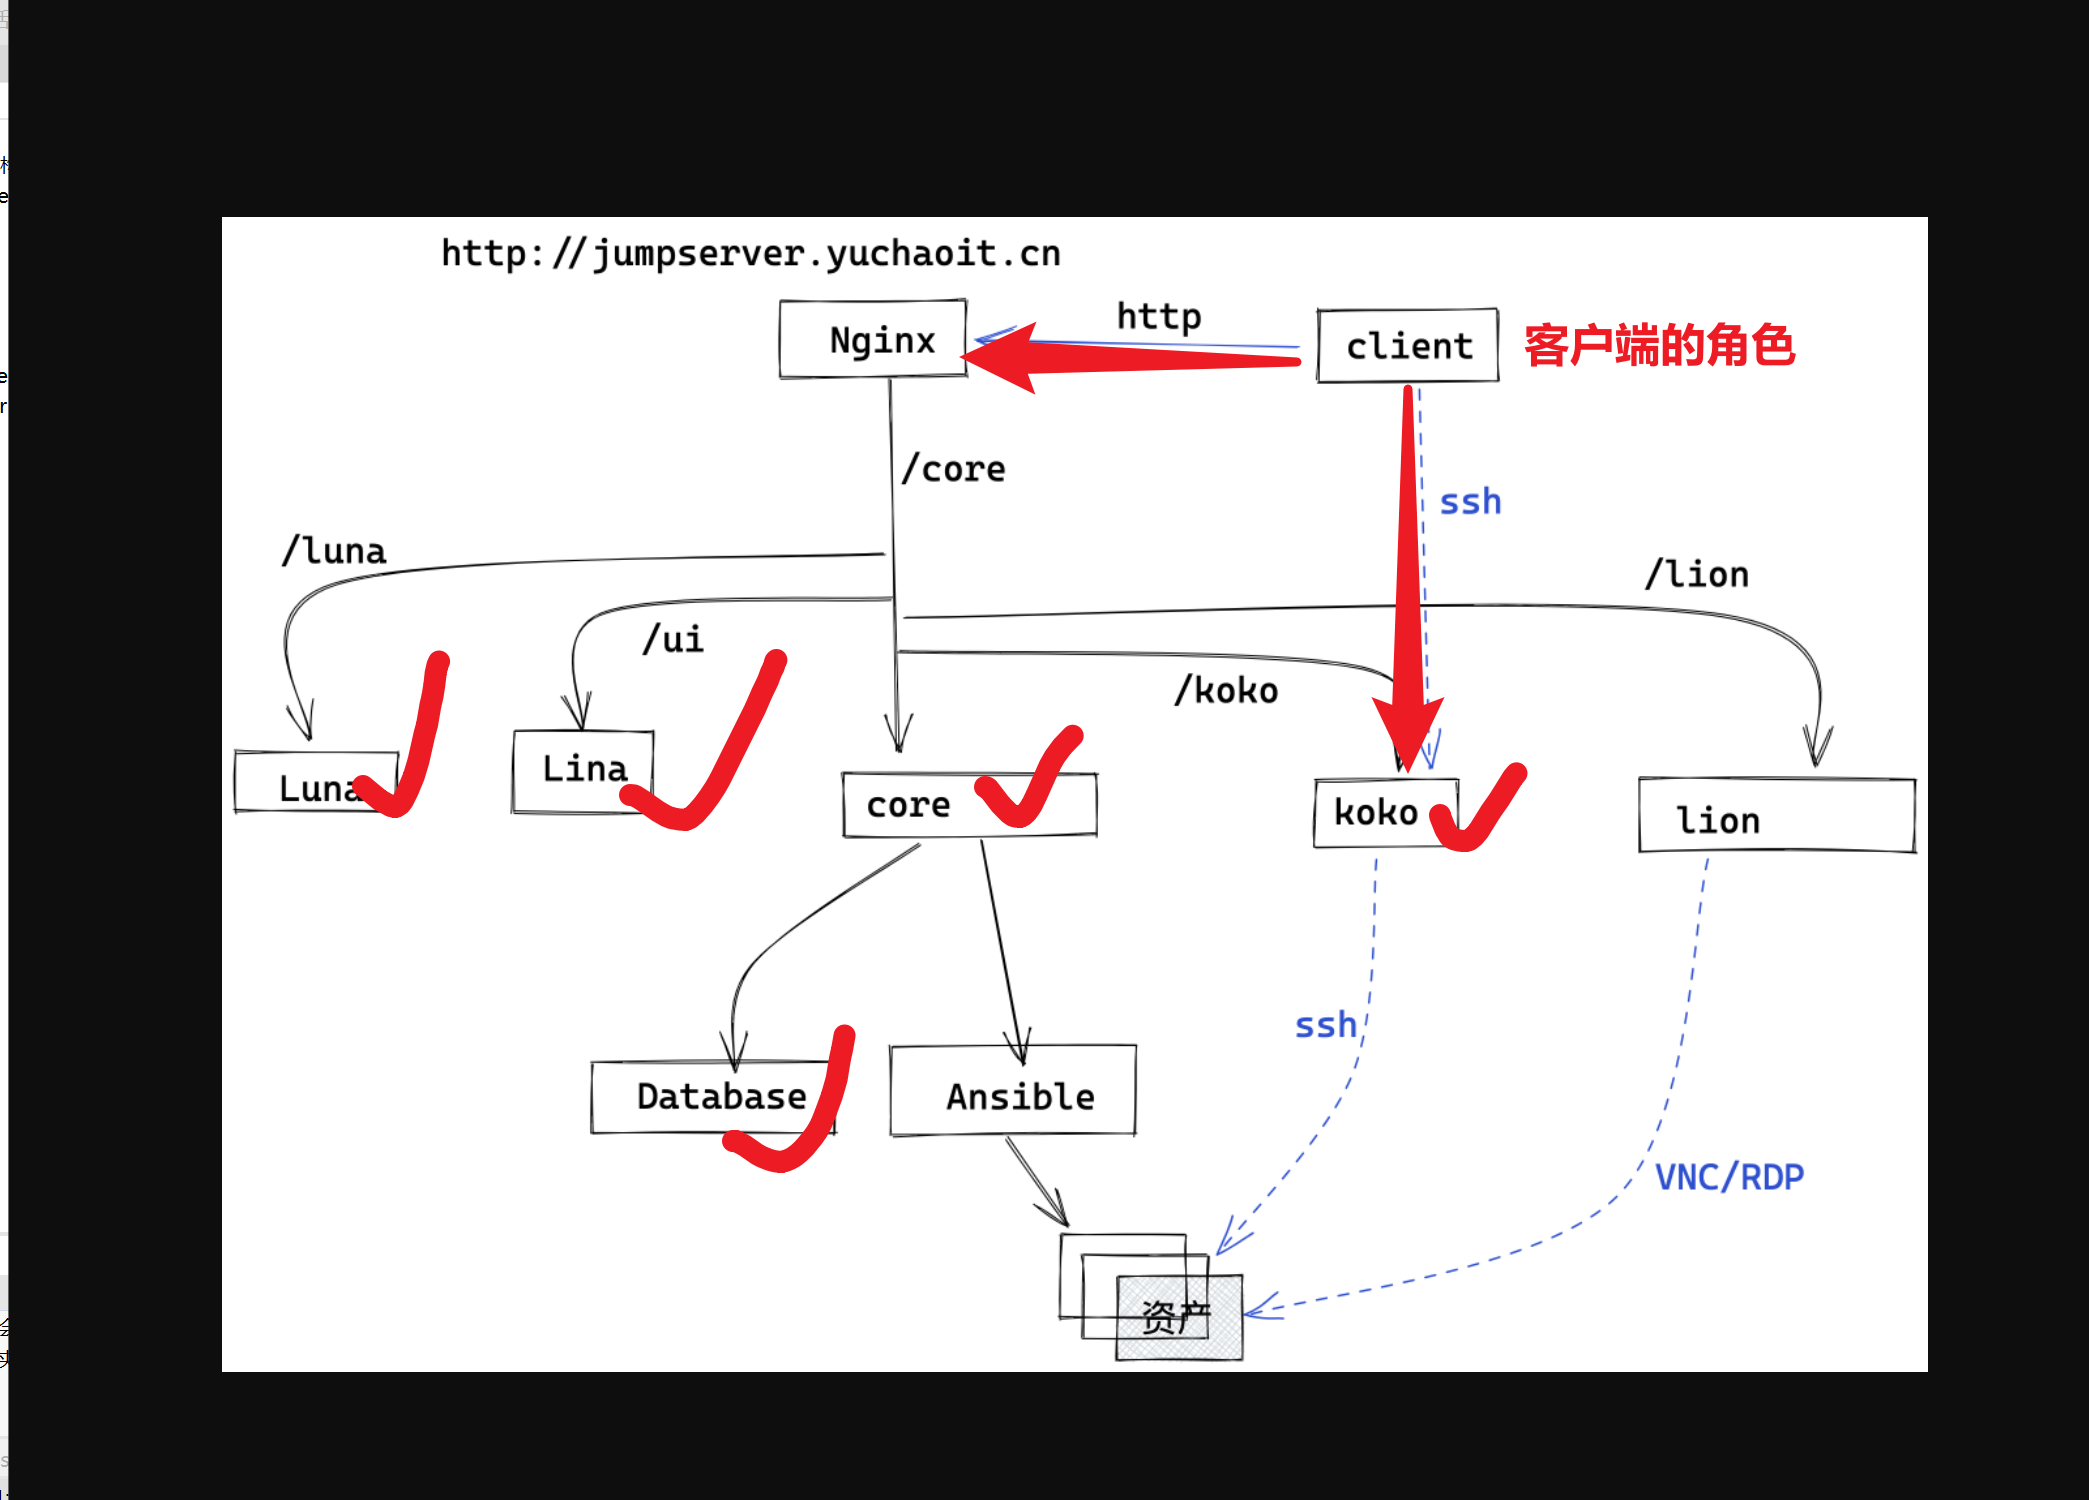 http://jumpserver.yuchaoit.cn
Nginx
http
client
客户端的角色
/core
ssh
/luna
/lion
/ui
/koko
Luna
Lina
core
koko
lion
ssh
Database
Ansible
VNC/RDP
资产